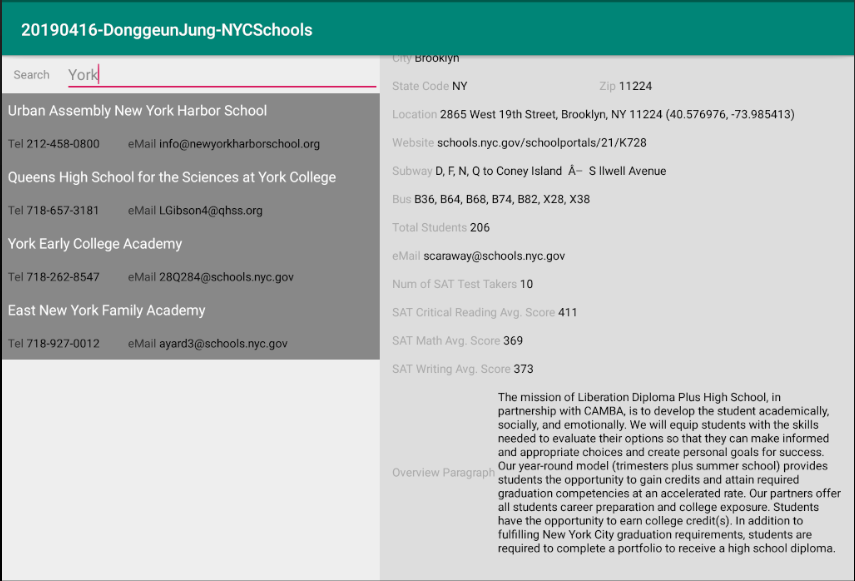 20190416-DonggeunJung-NYCSchools
Search York
Urban Assembly New York Harbor School
Tel 212-458-0800 eMail info@newyorkharborschool.org
Queens High School for the Sciences at York College
Tel 718-657-3181 eMail LGibson4@qhss.org
York Early College Academy
Tel 718-262-8547 eMail 28Q284@schools.nyc.gov
East New York Family Academy
Tel 718-927-0012 eMail ayard3@schools.nyc.gov
City Brooklyn
State Code NY Zip 11224
Location 2865 West 19th Street, Brooklyn, NY 11224 (40.576976, -73.985413)
Website schools.nyc.gov/schoolportals/21/K728
Subway D, F, N, Q to Coney Island Â– S llwell Avenue
Bus B36, B64, B68, B74, B82, X28, X38
Total Students 206
eMail scaraway@schools.nyc.gov
Num of SAT Test Takers 10
SAT Critical Reading Avg. Score 411
SAT Math Avg. Score 369
SAT Writing Avg. Score 373
Overview Paragraph
The mission of Liberation Diploma Plus High School, in
partnership with CAMBA, is to develop the student academically,
socially, and emotionally. We will equip students with the skills
needed to evaluate their options so that they can make informed
and appropriate choices and create personal goals for success.
Our year-round model (trimesters plus summer school) provides
students the opportunity to gain credits and attain required
graduation competencies at an accelerated rate. Our partners offer
all students career preparation and college exposure. Students
have the opportunity to earn college credit(s). In addition to
fulfilling New York City graduation requirements, students are
required to complete a portfolio to receive a high school diploma.